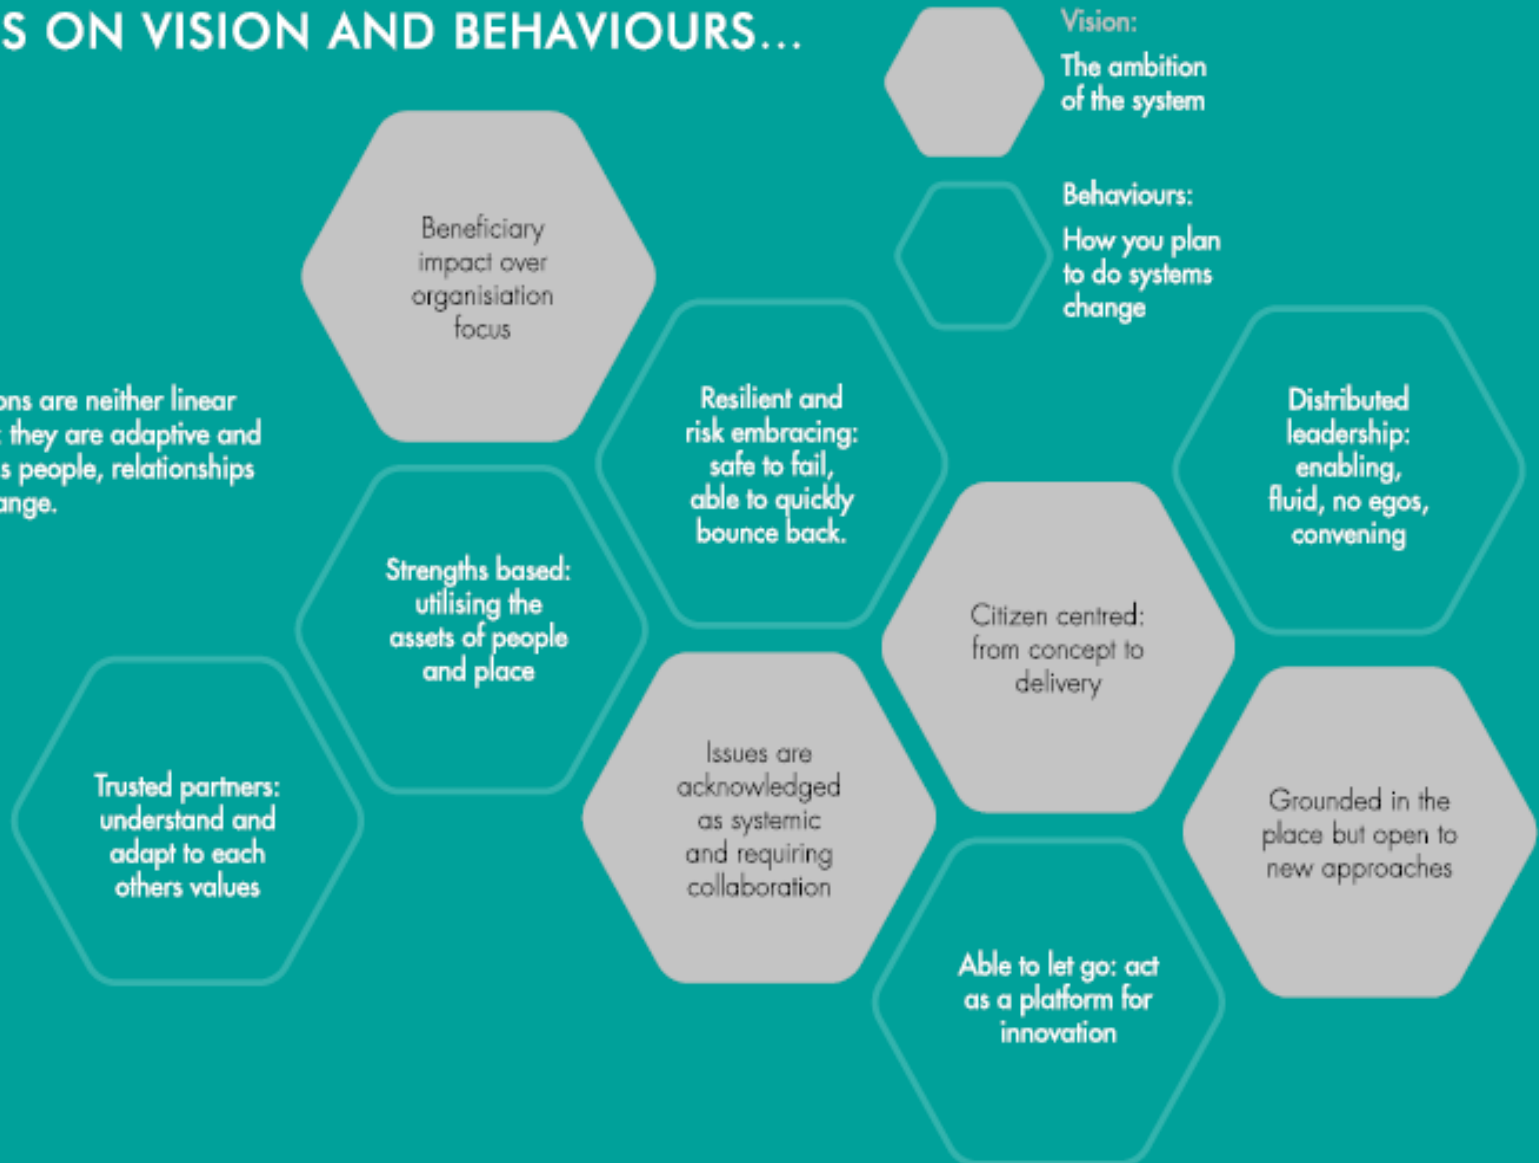 S ON VISION AND BEHAVIOURS...
Vision:
The ambition
of the system
Behaviours:
How you plan
to do systems
change
Beneficiary
impact over
organisiation
focus
ons are neither linear
they are adaptive and
s people, relationships
ange.
Resilient and
risk embracing:
safe to fail,
able to quickly
bounce back.
Distributed
leadership:
enabling,
fluid, no egos,
convening
Strengths based:
utilising the
assets of people
and place
Citizen centred:
from concept to
delivery
Trusted partners:
understand and
adapt to each
others values
Issues are
acknowledged
as systemic
and requiring
collaboration
Grounded in the
place but open to
new approaches
Able to let go: act
as a platform for
innovation